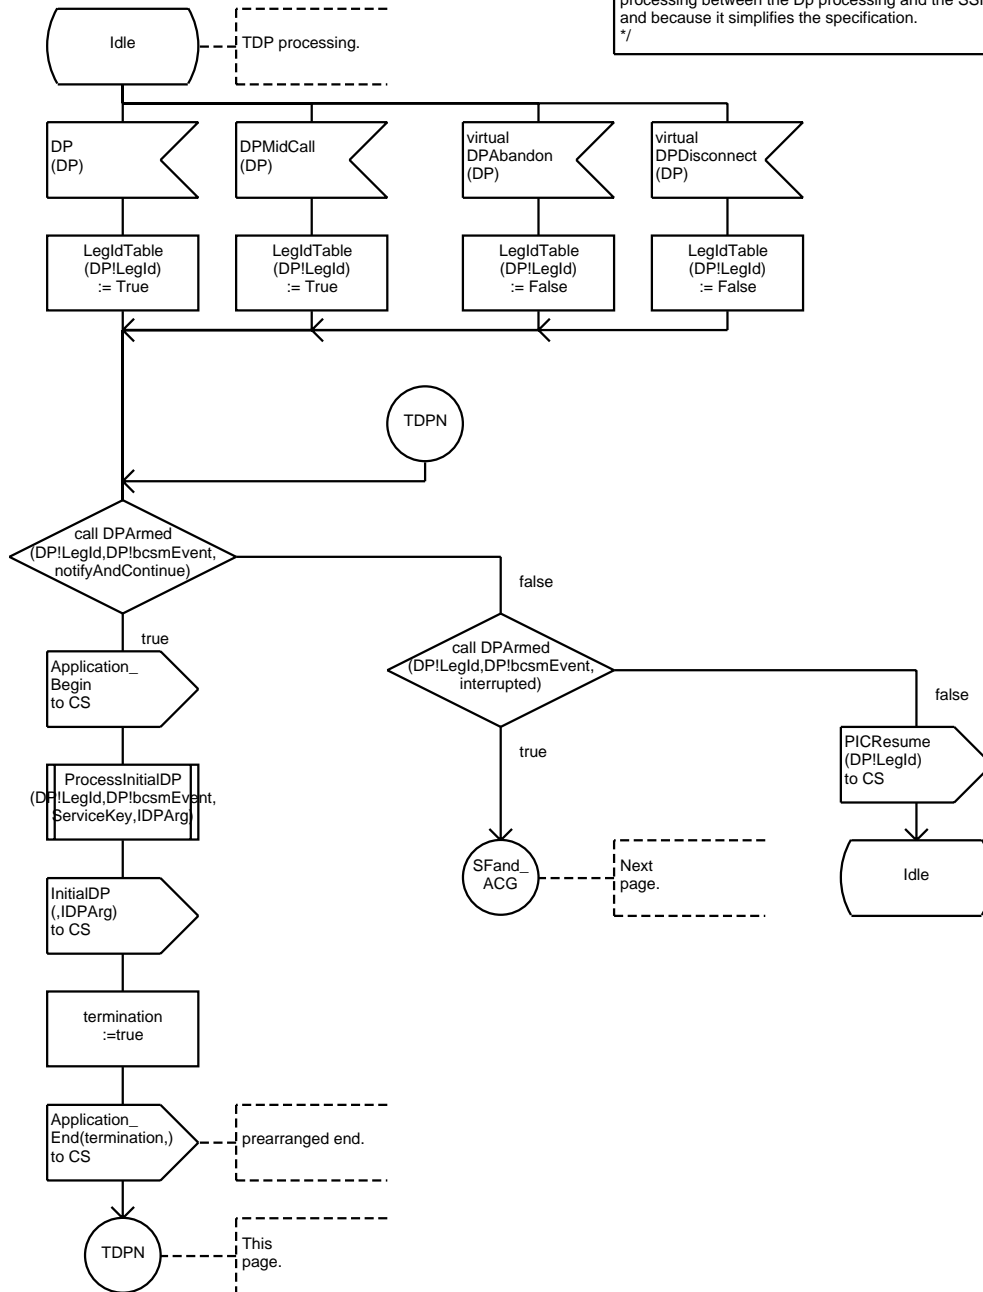 processing between the Dp processing and the SSF
and because it simplifies the specification.
*/
Idle
TDP processing.
DP
(DP)
DPMidCall
(DP)
virtual
DPAbandon
(DP)
virtual
DPDisconnect
(DP)
LegIdTable
(DP!LegId)
:= True
LegIdTable
(DP!LegId)
:= True
LegIdTable
(DP!LegId)
:= False
LegIdTable
(DP!LegId)
:= False
TDPN
call DPArmed
(DP!LegId,DP!bcsmEvent,
notifyAndContinue)
false
true
call DPArmed
(DP!LegId,DP!bcsmEvent,
interrupted)
false
true
Application_
Begin
to CS
PICResume
(DP!LegId)
to CS
ProcessInitialDP
(DP!LegId,DP!bcsmEvent,
ServiceKey,IDPArg)
SFand_
ACG
Next
page.
Idle
InitialDP
(,IDPArg)
to CS
termination
:=true
Application_
End(termination,)
to CS
prearranged end.
TDPN
This
page.